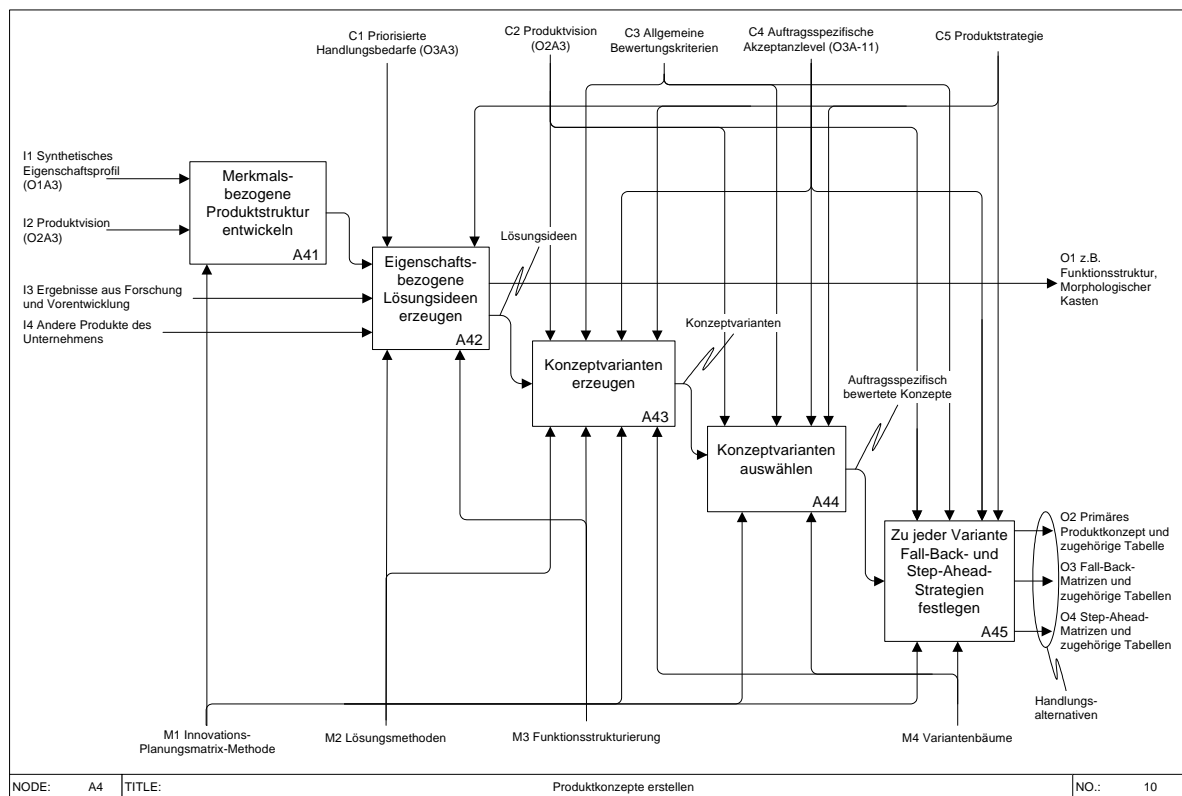 C1 Priorisierte
Handlungsbedarfe (O3A3)
C2 Produktvision
(O2A3)
C3 Allgemeine
Bewertungskriterien
C4 Auftragsspezifische
Akzeptanzlevel (O3A-11)
C5 Produktstrategie
I1 Synthetisches
Eigenschaftsprofil
(O1A3)
I2 Produktvision
(O2A3)
Merkmals-
bezogene
Produktstruktur
entwickeln
A41
I3 Ergebnisse aus Forschung
und Vorentwicklung
I4 Andere Produkte des
Unternehmens
Eigenschafts-
bezogene
Lösungsideen
erzeugen
A42
Lösungsideen
O1 z.B.
Funktionsstruktur,
Morphologischer
Kasten
Konzeptvarianten
erzeugen
A43
Konzeptvarianten
Konzeptvarianten
auswählen
A44
Auftragsspezifisch
bewertete Konzepte
Zu jeder Variante
Fall-Back- und
Step-Ahead-
Strategien
festlegen
A45
O2 Primäres
Produktkonzept und
zugehörige Tabelle
O3 Fall-Back-
Matrizen und
zugehörige Tabellen
O4 Step-Ahead-
Matrizen und
zugehörige Tabellen
Handlungs-
alternativen
M1 Innovations-
Planungsmatrix-Methode
M2 Lösungsmethoden
M3 Funktionsstrukturierung
M4 Variantenbäume
NODE: A4 TITLE: Produktkonzepte erstellen NO.: 10